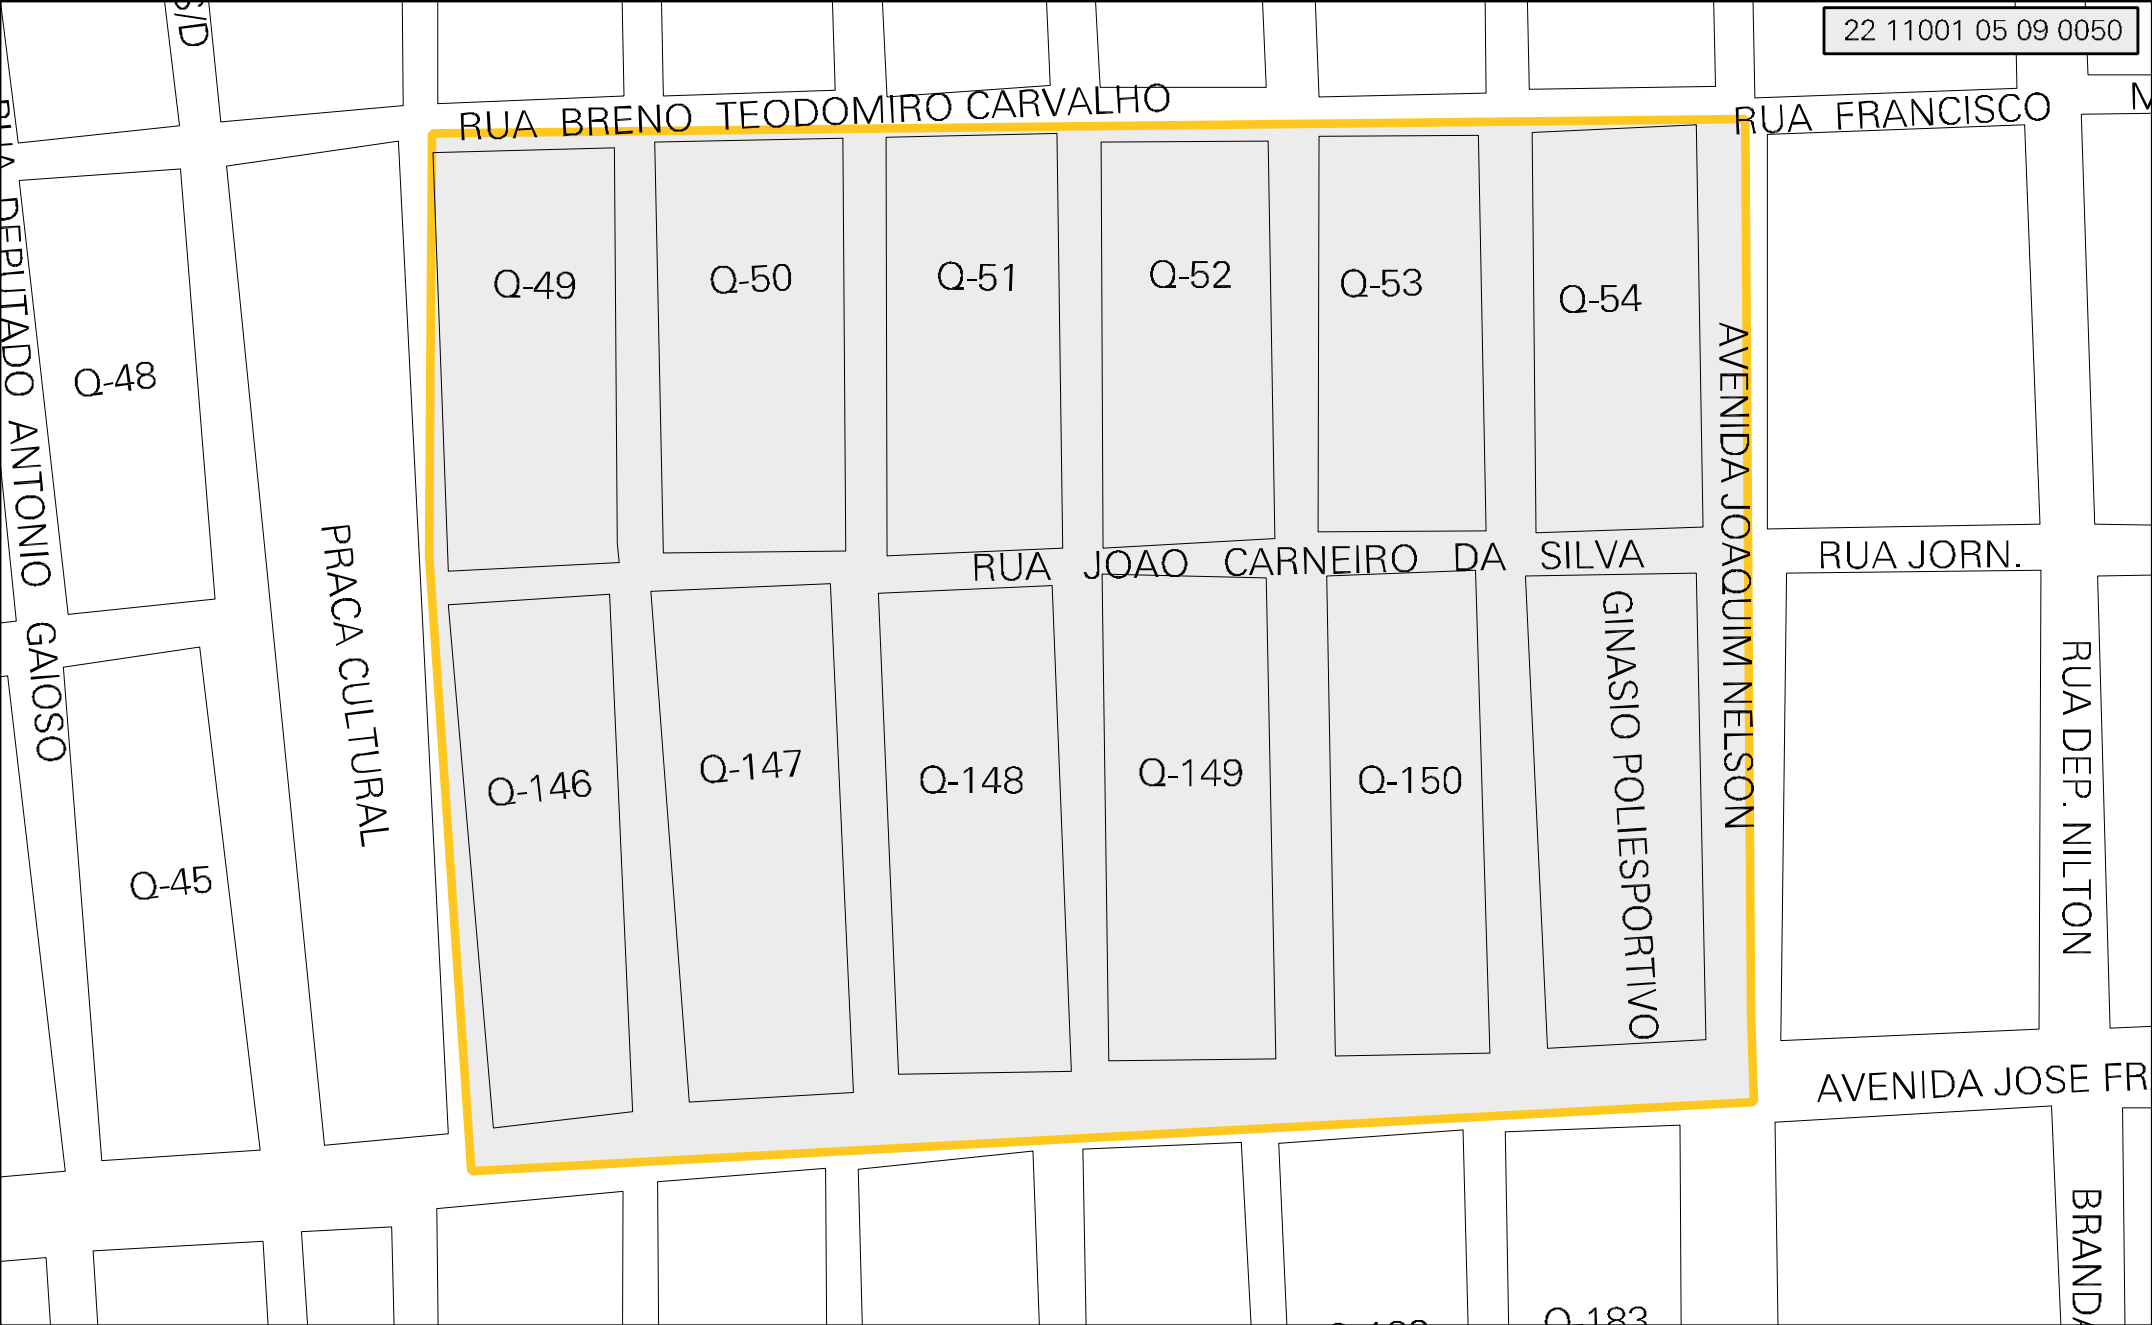 S/D
22 11001 05 09 0050
RUA BRENO TEODOMIRO CARVALHO
RUA FRANCISCO
RUA DEPUTADO ANTONIO GAIOSO
Q-49
Q-50
Q-51
Q-52
Q-53
Q-54
Q-48
AVENIDA JOAQUIM NELSON
PRACA CULTURAL
RUA JOAO CARNEIRO DA SILVA
RUA JORN.
GINASIO POLIESPORTIVO
RUA DEP. NILTON
Q-146
Q-147
Q-148
Q-149
Q-150
Q-45
AVENIDA JOSE FR
BRANDA
Q-183